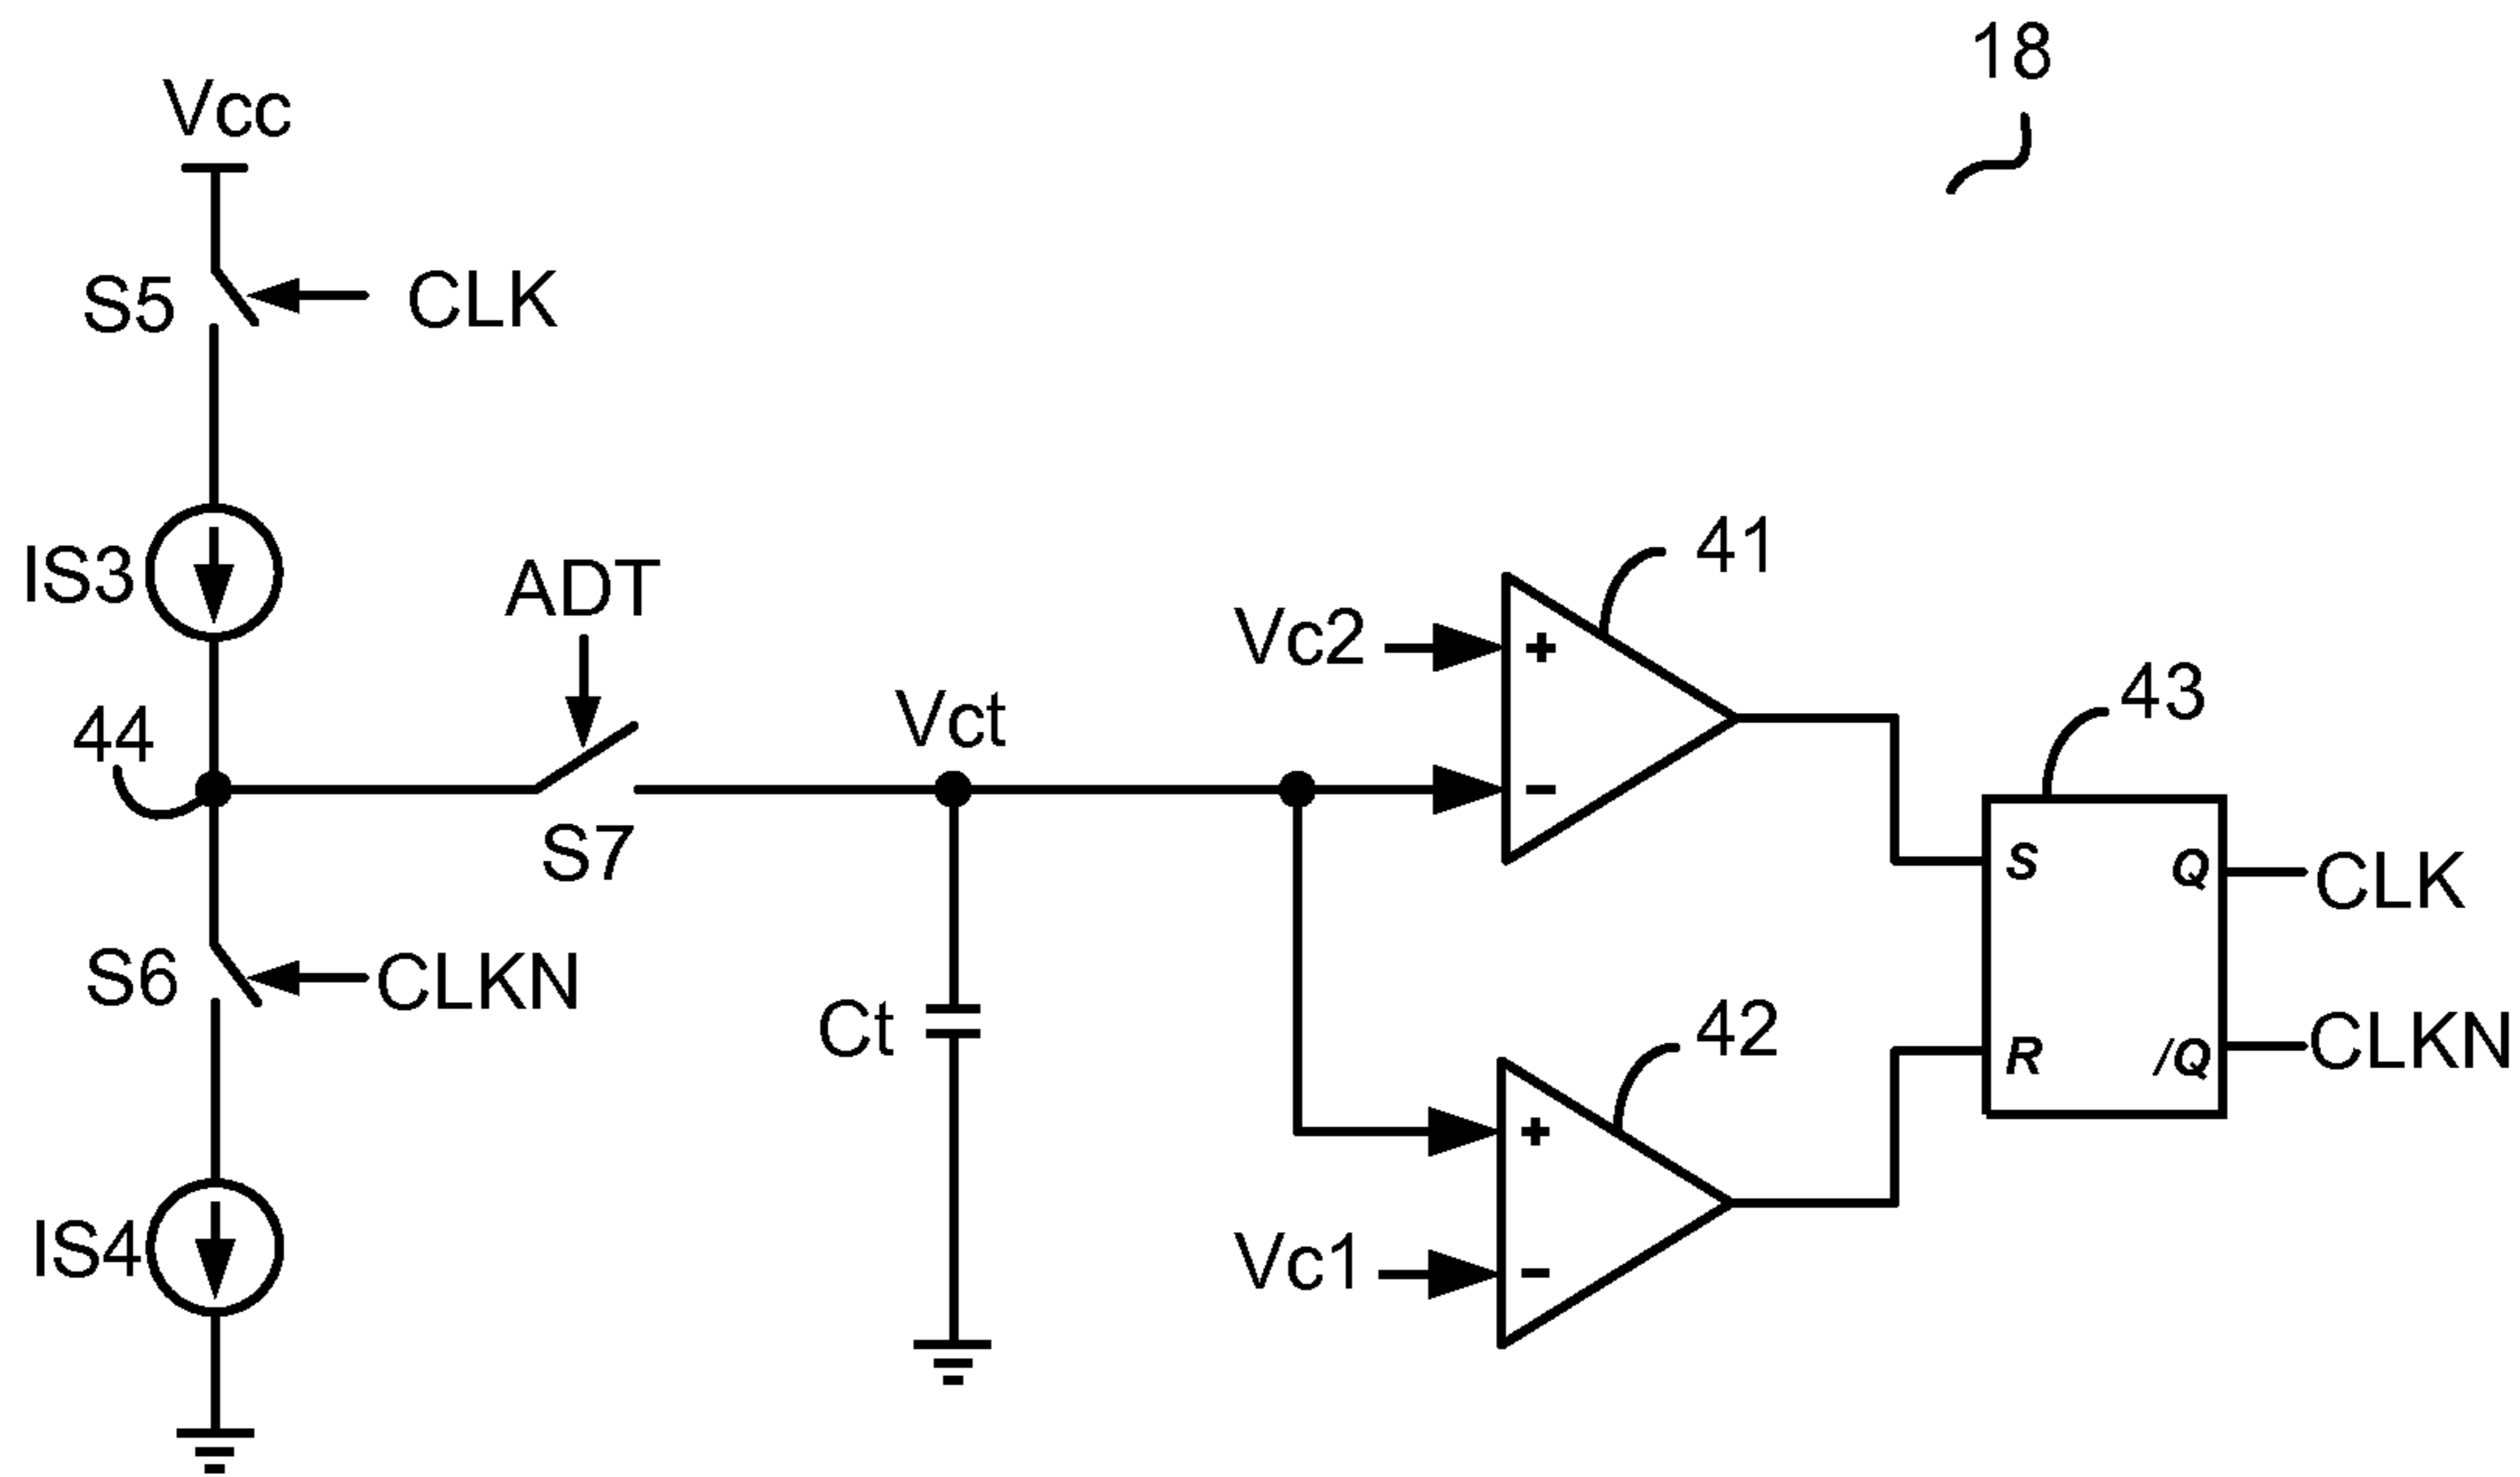 18
Vcc
S5
CLK
IS3
ADT
41
Vc2
+
43
44
Vct
-
S7
S
Q
CLK
S6
CLKN
Ct
42
R
/Q
CLKN
+
IS4
Vc1
-